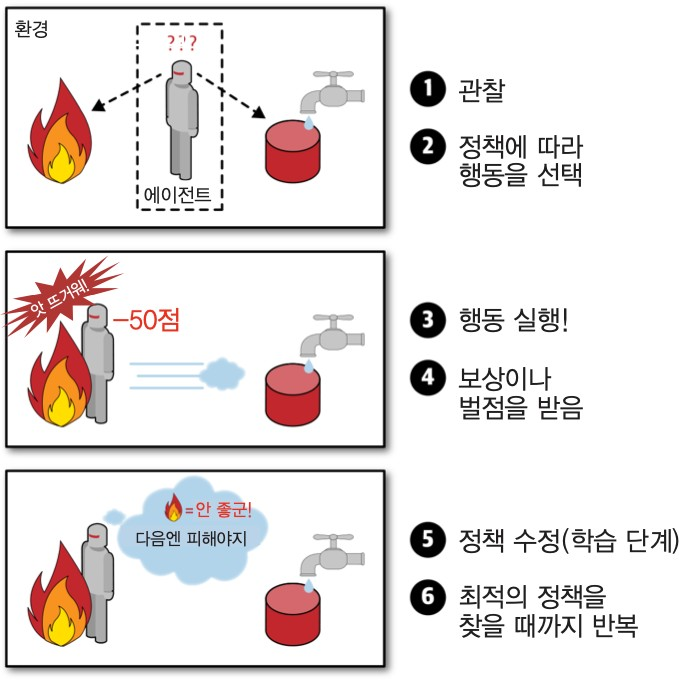 환경
???
에이전트
1 관찰
2 정책에 따라
행동을 선택
앗 뜨거워!
-50점
3 행동 실행!
4 보상이나
벌점을 받음
=안 좋군!
다음엔 피해야지
5 정책 수정(학습 단계)
6 최적의 정책을
찾을 때까지 반복